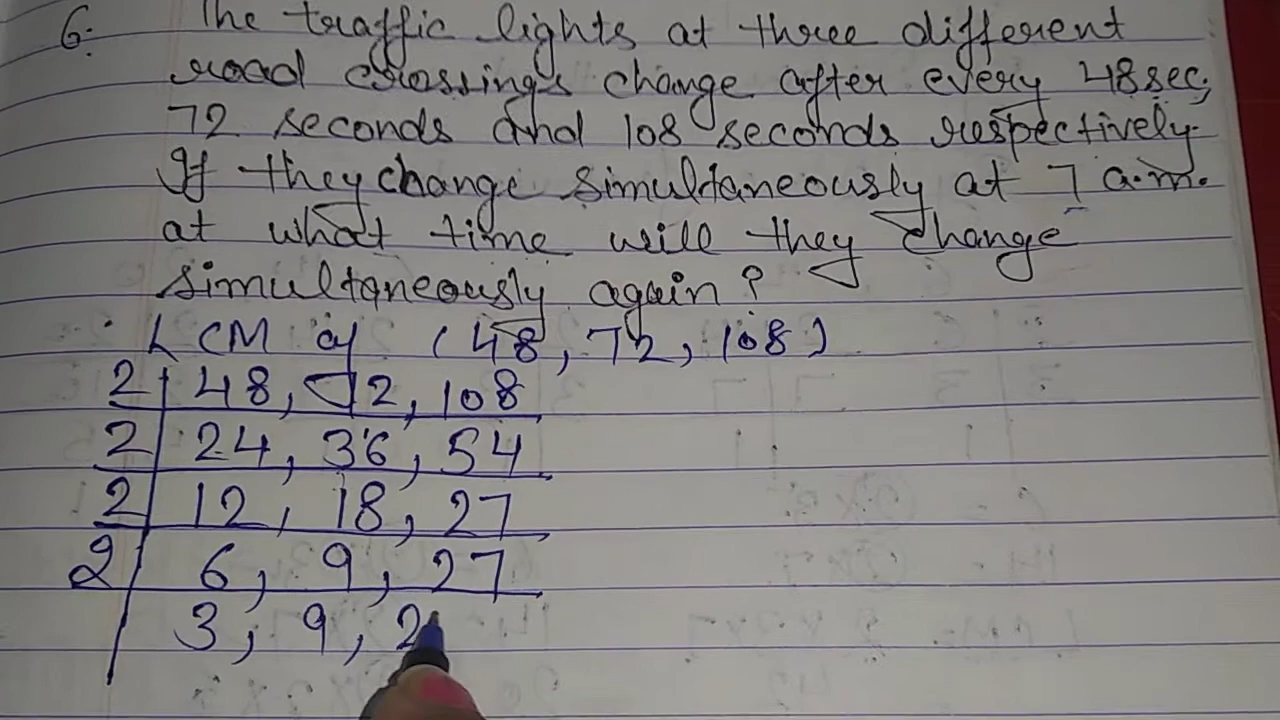 6. The traffic lights at three different
road crossings change after every 48 sec,
72 seconds and 108 seconds respectively.
If they change simultaneously at 7 a.m.
at what time will they change
simultaneously again?
LCM of (48, 72, 108)
2 48, 72, 108
2 24, 36, 54
2 12, 18, 27
2 6, 9, 27
3, 9, 2